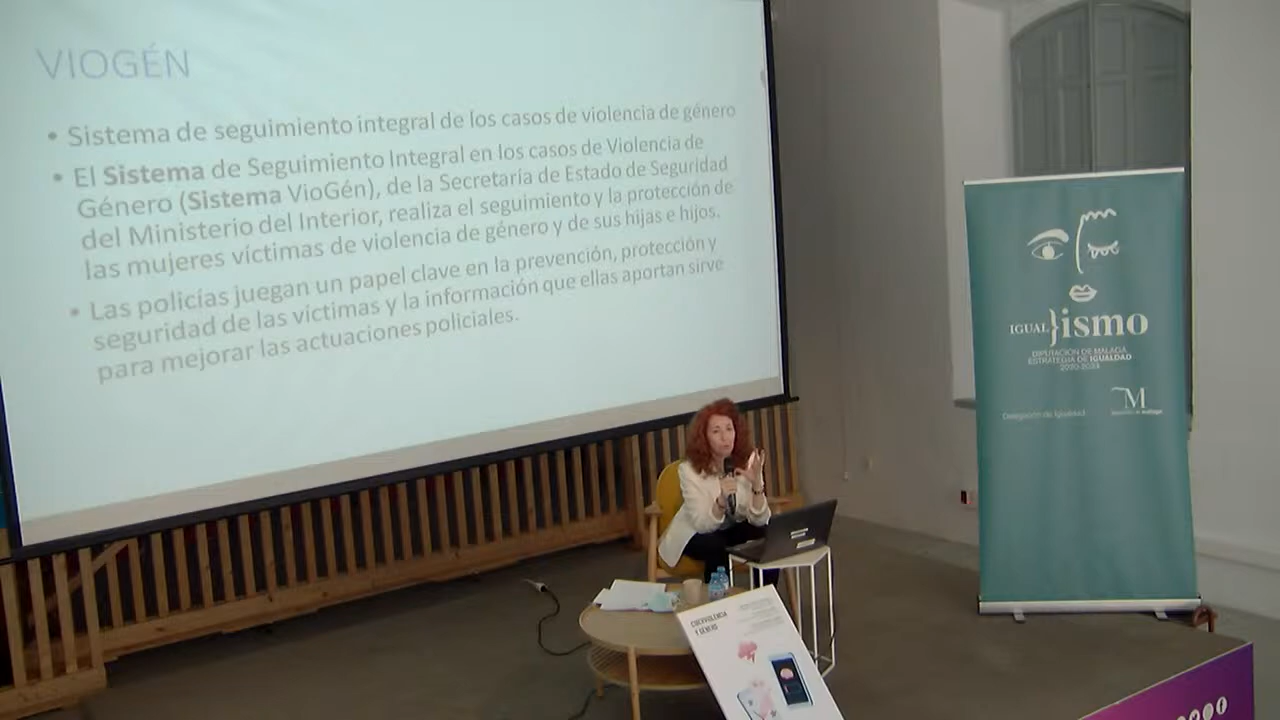 VIOGÉN
• Sistema de seguimiento integral de los casos de violencia de género
• El Sistema de Seguimiento Integral en los casos de Violencia de
Género (Sistema VioGén), de la Secretaría de Estado de Seguridad
del Ministerio del Interior, realiza el seguimiento y la protección de
las mujeres víctimas de violencia de género y de sus hijas e hijos.
• Las policías juegan un papel clave en la prevención, protección y
seguridad de las víctimas y la información que ellas aportan sirve
para mejorar las actuaciones policiales.
IGUAL}ismo
DIPUTACIÓN DE MÁLAGA
ESTRATEGIA DE IGUALDAD
2020-2023
Delegación de Igualdad
M
CIBERVIOLENCIA
Y GÉNERO